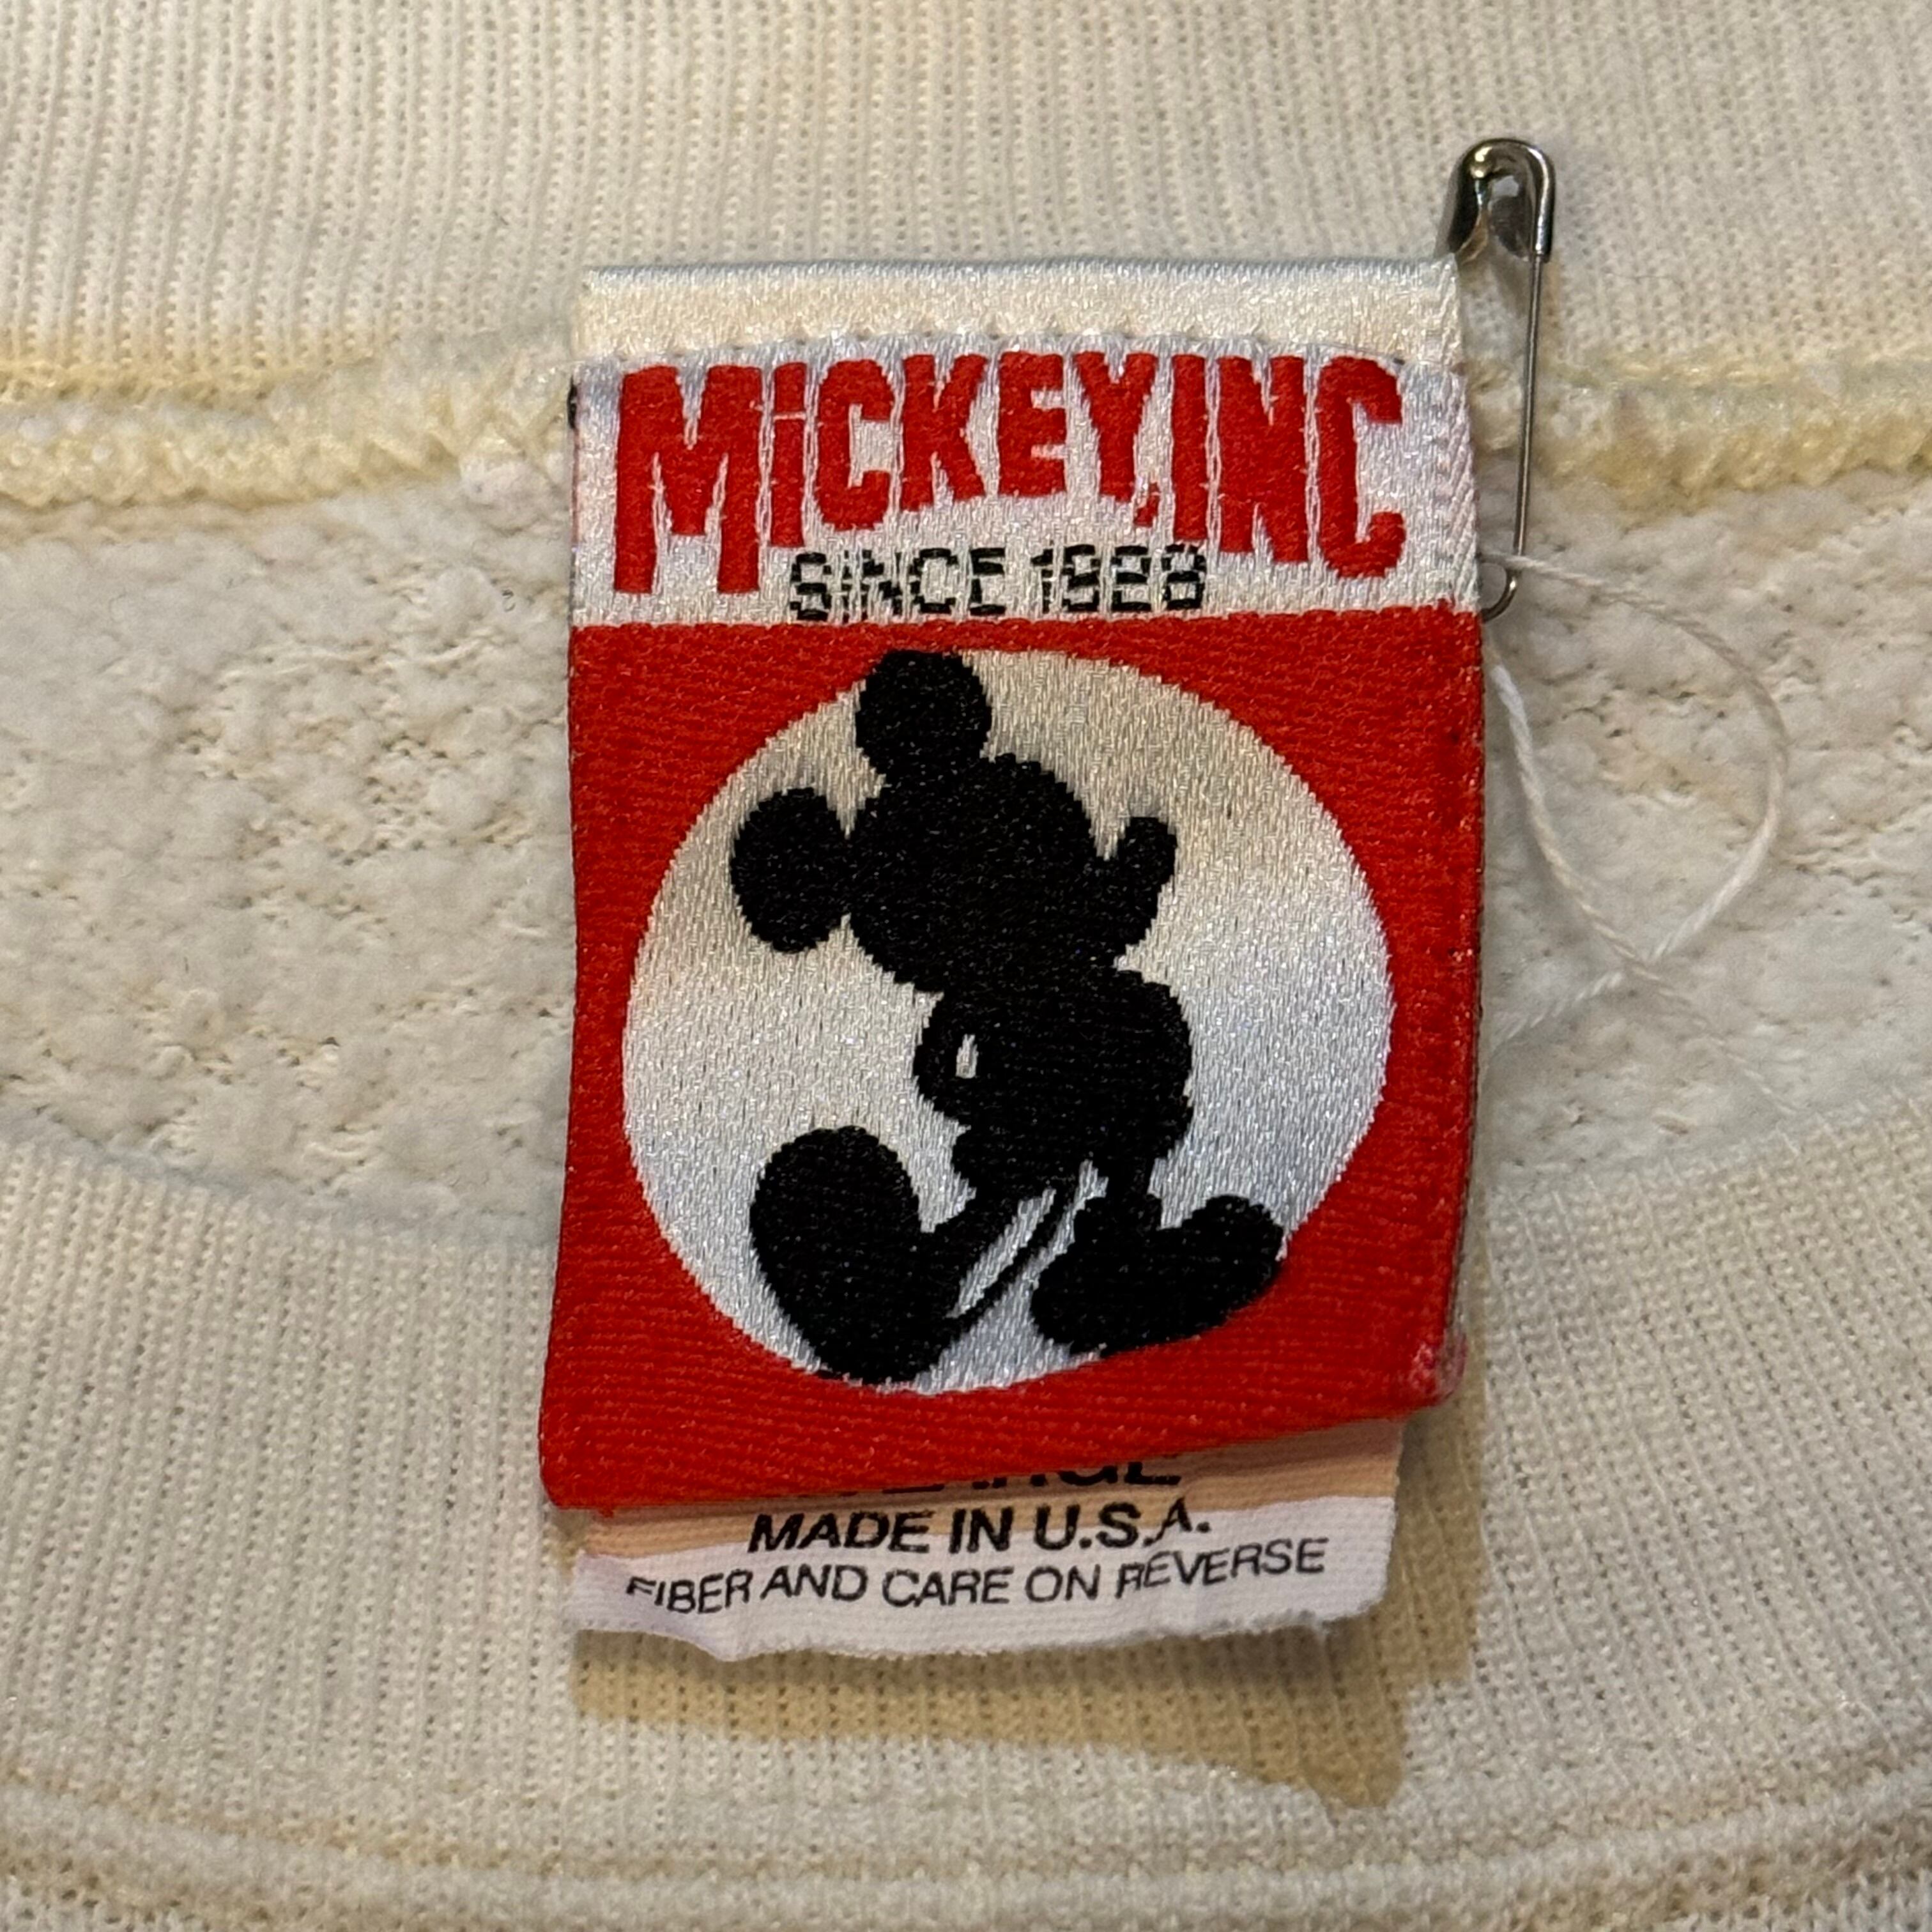 MiCKEY, INC
SINCE 1928
MADE IN U.S.A.
FIBER AND CARE ON REVERSE